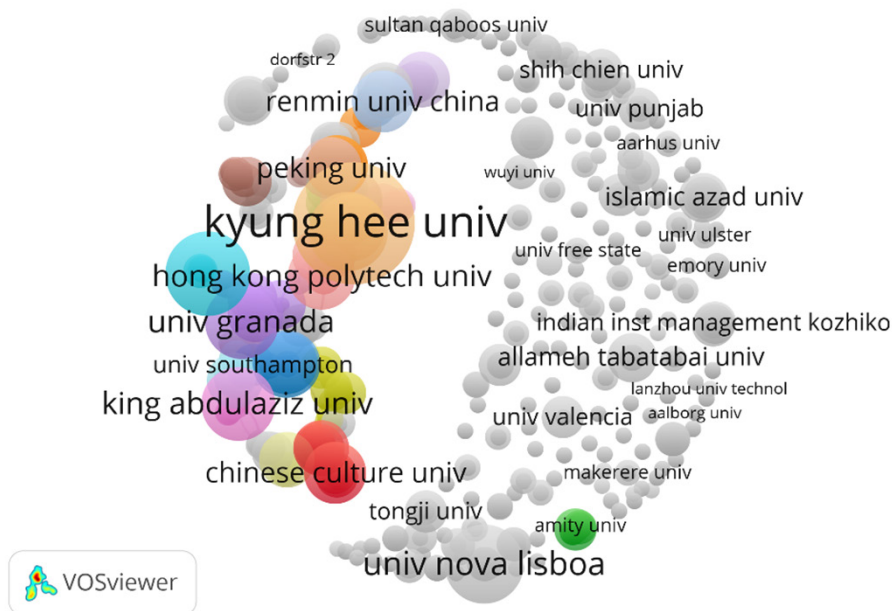 sultan qaboos univ
dorfstr 2
shih chien univ
renmin univ china
univ punjab
aarhus univ
peking univ
wuyi univ
islamic azad univ
kyung hee univ
univ ulster
univ free state
emory univ
hong kong polytech univ
univ granada
indian inst management kozhiko
univ southampton
allameh tabatabai univ
lanzhou univ technol
king abdulaziz univ
univ valencia
aalborg univ
chinese culture univ
makerere univ
tongji univ
amity univ
univ nova lisboa
VOSviewer